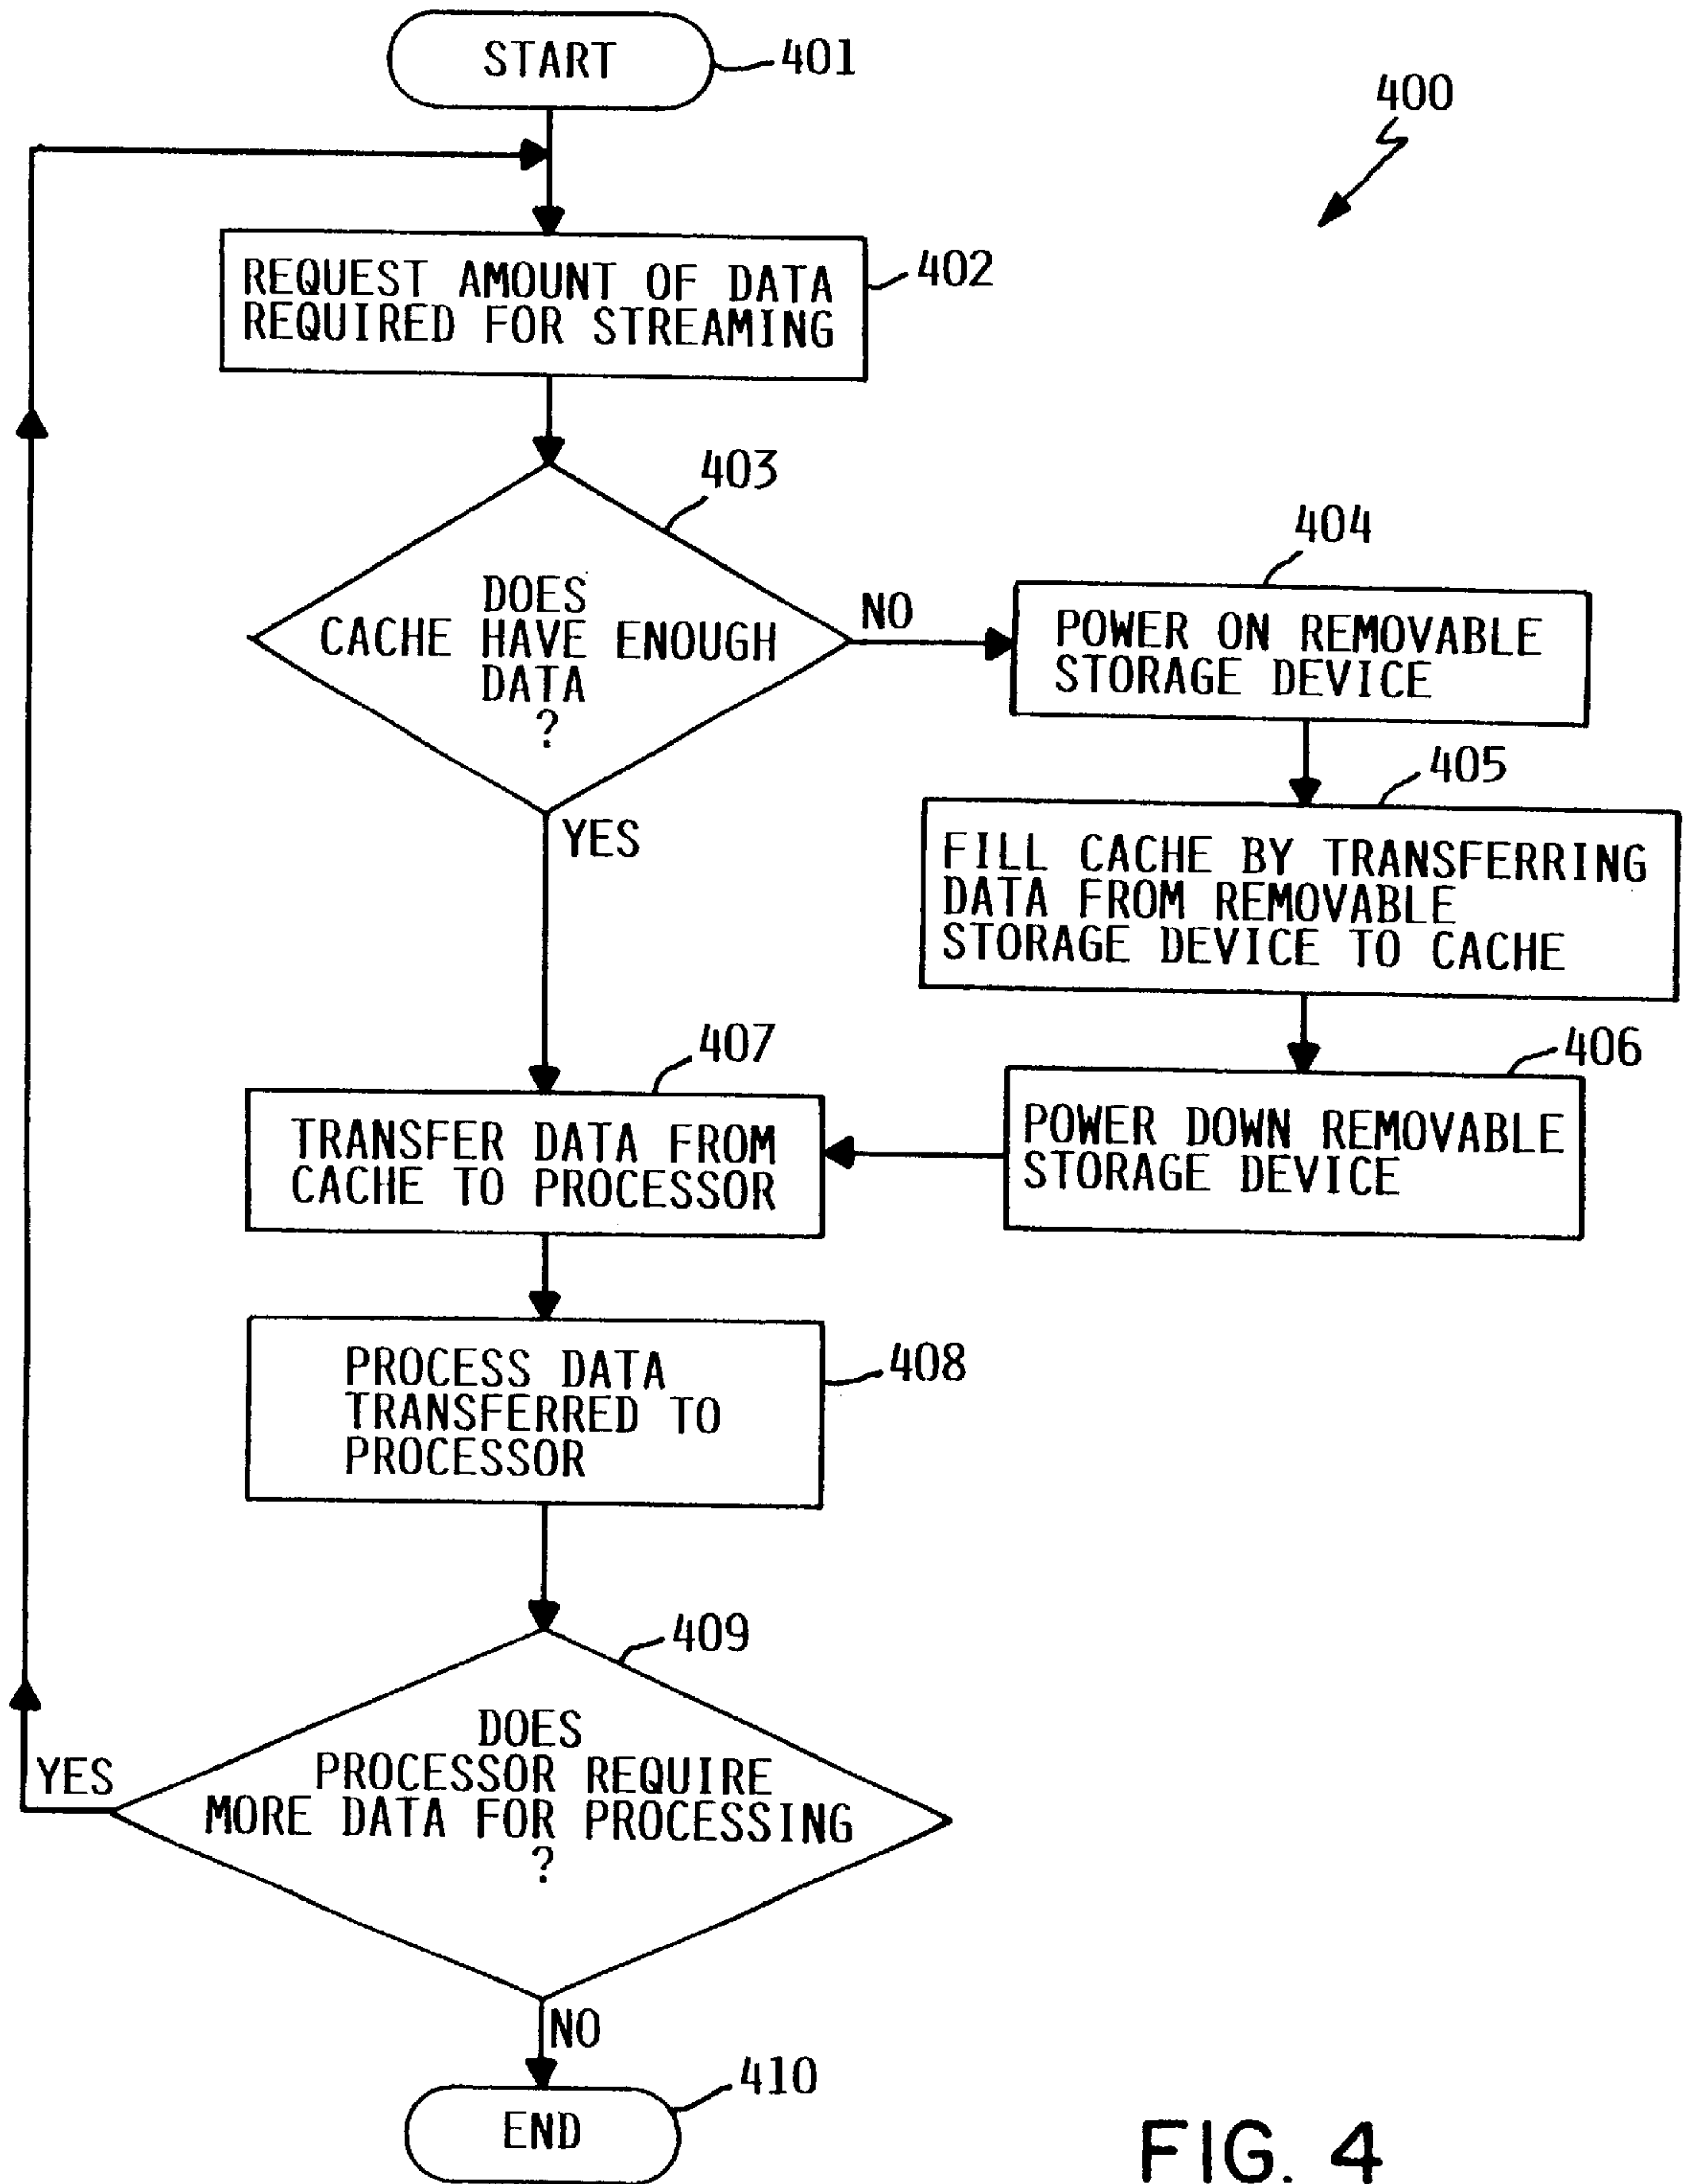 START
401
400
REQUEST AMOUNT OF DATA
REQUIRED FOR STREAMING
402
403
DOES
CACHE HAVE ENOUGH
DATA
?
NO
YES
404
POWER ON REMOVABLE
STORAGE DEVICE
405
FILL CACHE BY TRANSFERRING
DATA FROM REMOVABLE
STORAGE DEVICE TO CACHE
406
POWER DOWN REMOVABLE
STORAGE DEVICE
407
TRANSFER DATA FROM
CACHE TO PROCESSOR
408
PROCESS DATA
TRANSFERRED TO
PROCESSOR
409
DOES
PROCESSOR REQUIRE
MORE DATA FOR PROCESSING
?
YES
NO
410
END
FIG. 4